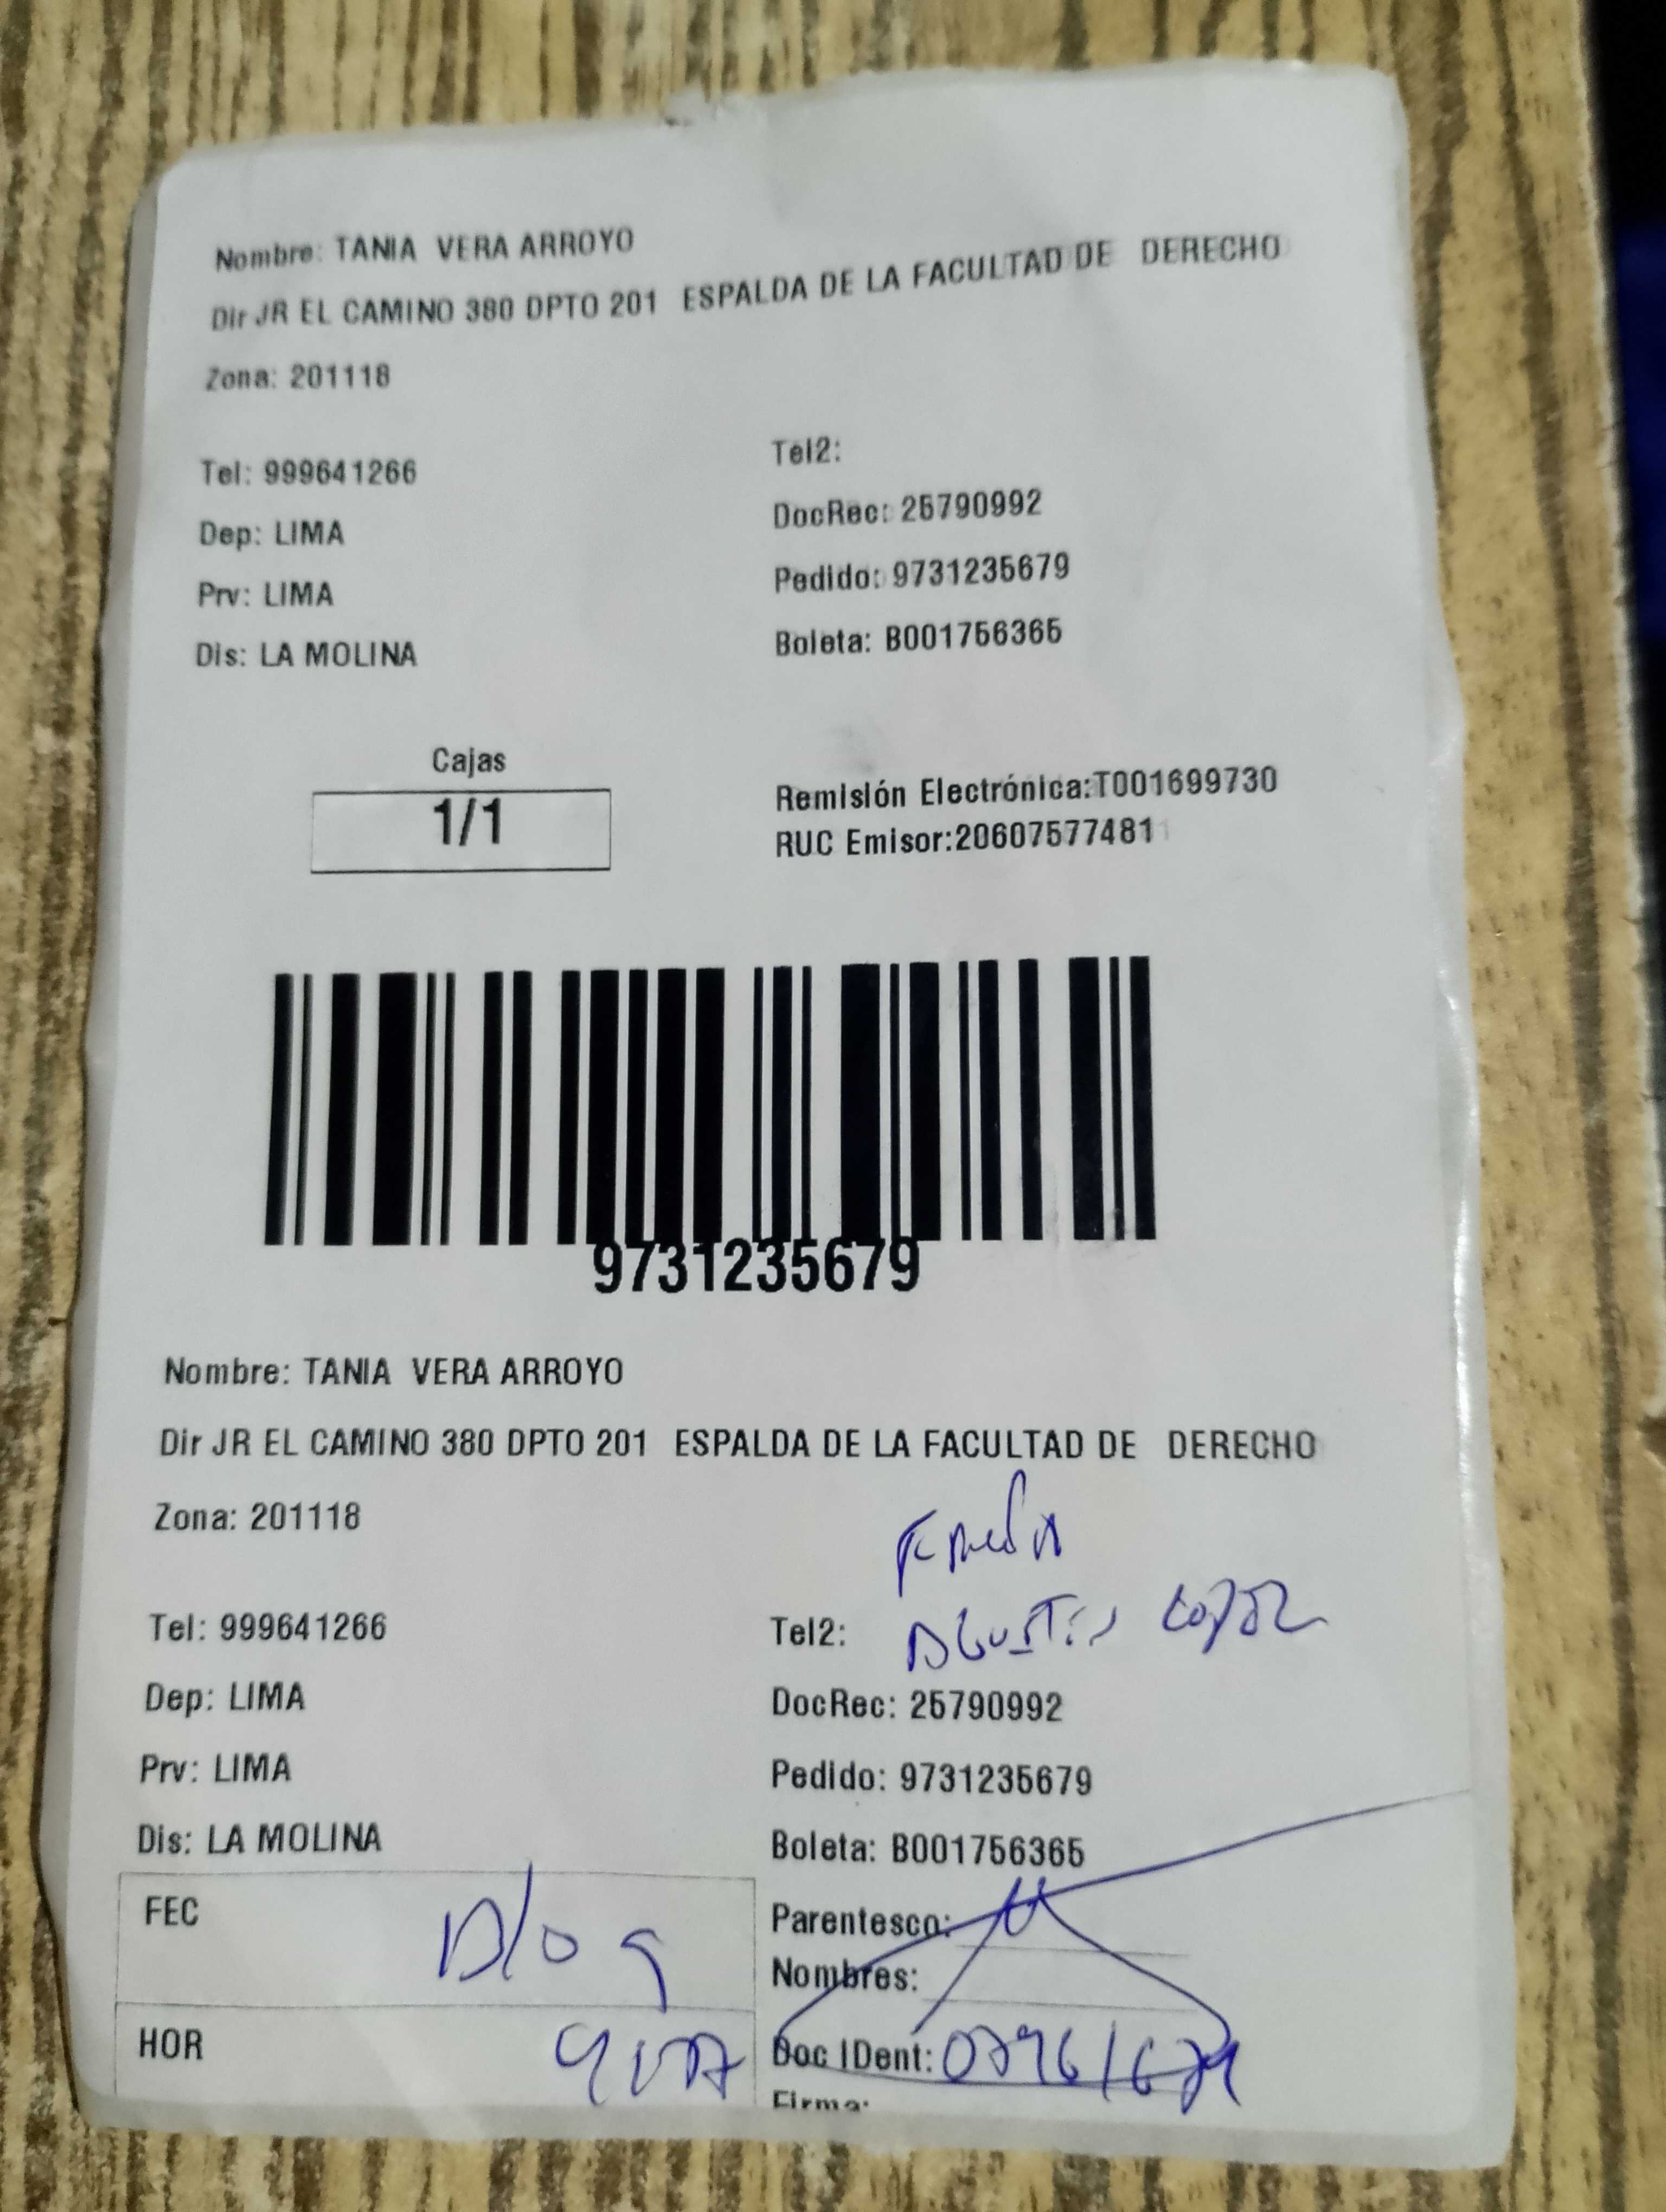 Nombre: TANIA VERA ARROYO
Dir JR EL CAMINO 380 DPTO 201 ESPALDA DE LA FACULTAD DE DERECHO
Zona: 201118
Tel: 999641266
Tel2:
Dep: LIMA
DocRec: 25790992
Prv: LIMA
Pedido: 9731235679
Dis: LA MOLINA
Boleta: B001756365
Cajas
1/1
Remisión Electrónica:T001699730
RUC Emisor:20607577481
9731235679
Nombre: TANIA VERA ARROYO
Dir JR EL CAMINO 380 DPTO 201 ESPALDA DE LA FACULTAD DE DERECHO
Zona: 201118
Tel: 999641266
Tel2:
Dep: LIMA
DocRec: 25790992
Prv: LIMA
Pedido: 9731235679
Dis: LA MOLINA
Boleta: B001756365
FEC
Parentesco:
Nombres:
HOR
Doc IDent:
Firma: